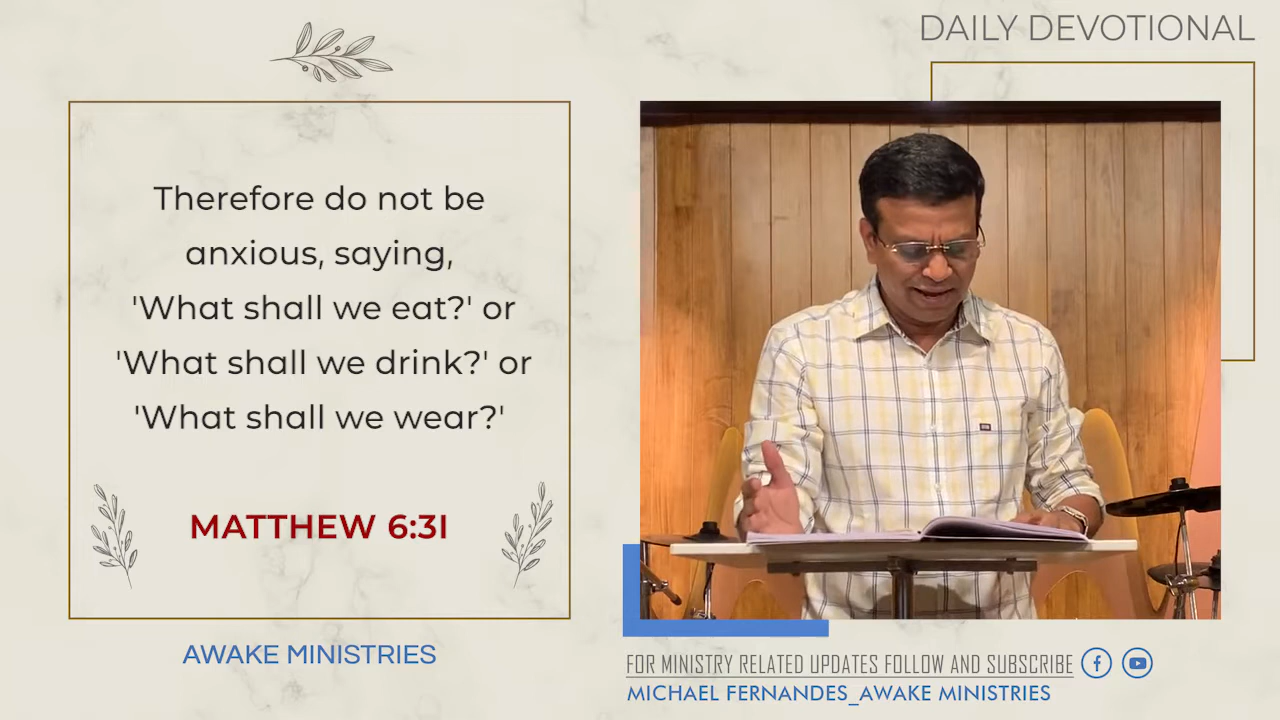 DAILY DEVOTIONAL
Therefore do not be
anxious, saying,
'What shall we eat?' or
'What shall we drink?' or
'What shall we wear?'
MATTHEW 6:31
AWAKE MINISTRIES
FOR MINISTRY RELATED UPDATES FOLLOW AND SUBSCRIBE
MICHAEL FERNANDES_AWAKE MINISTRIES